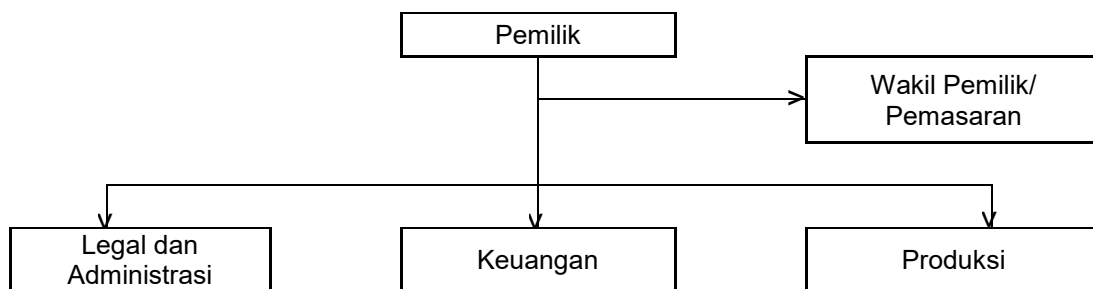 Pemilik
Wakil Pemilik/
Pemasaran
Legal dan
Administrasi
Keuangan
Produksi